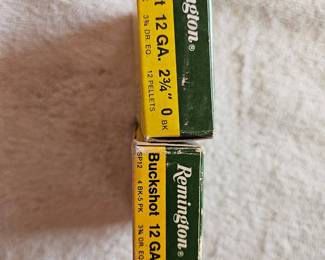 ington®
t 12 GA. 2¾" 0 BK
3¾ DR. EQ. 12 PELLETS
Remington®
Buckshot 12 GA
SP12 4 BK-5 PK 3¾ DR. EQ